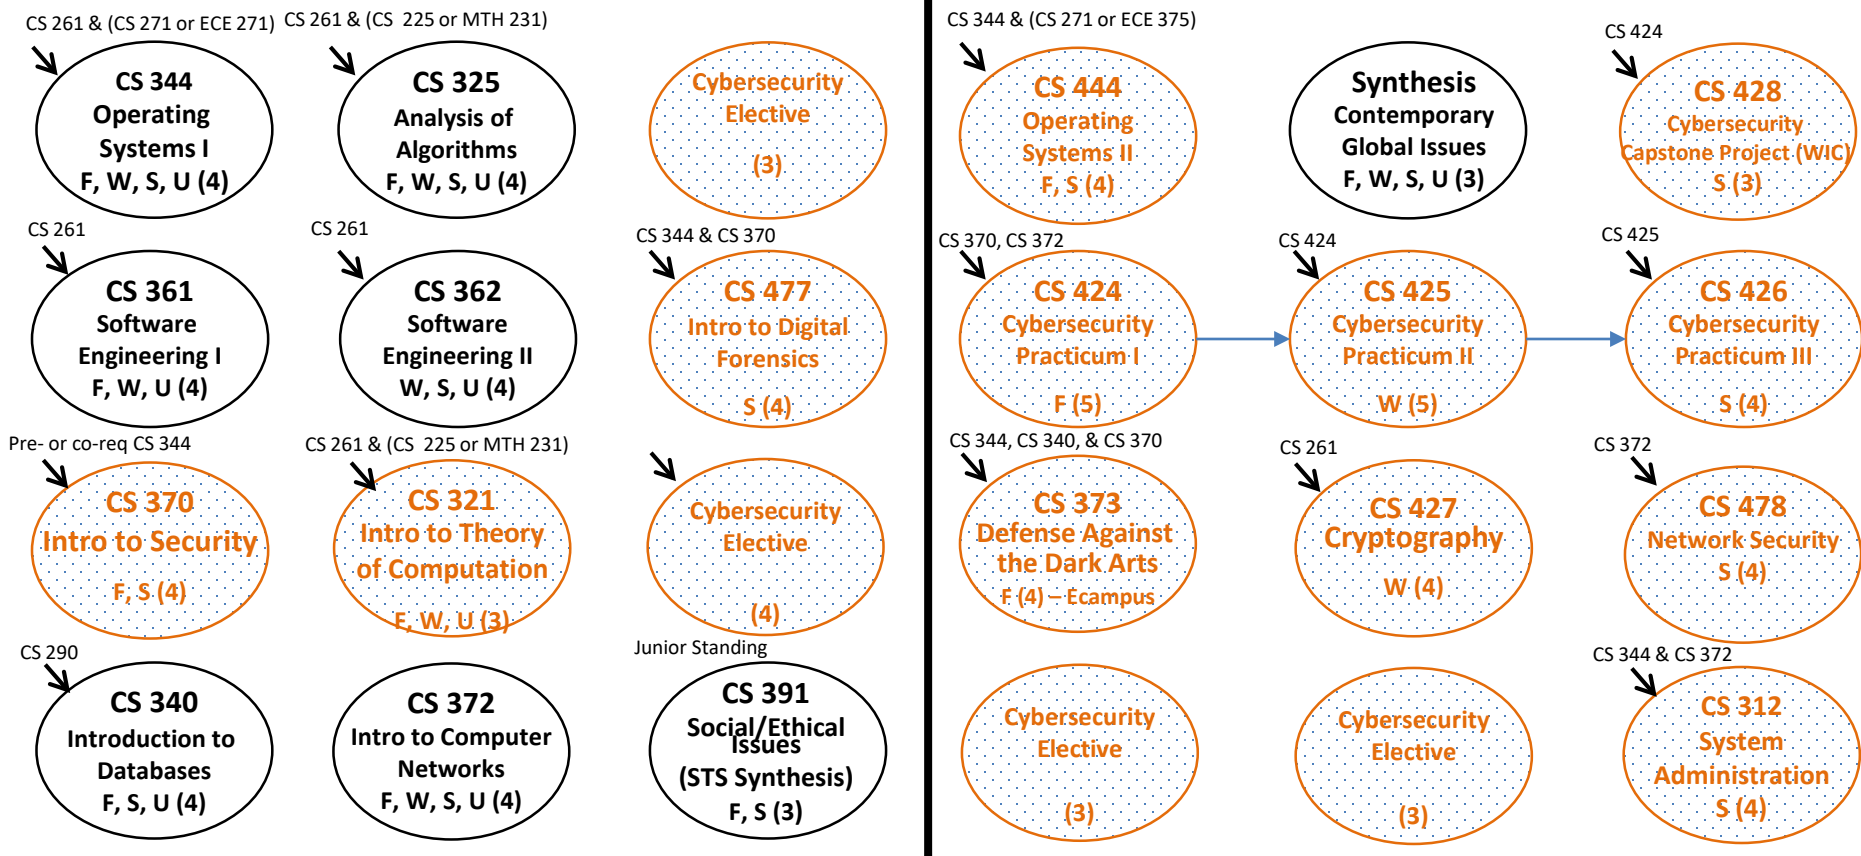 CS 261 & (CS 271 or ECE 271)
CS 344
Operating
Systems I
F, W, S, U (4)
CS 261 & (CS  225 or MTH 231)
CS 325
Analysis of
Algorithms
F, W, S, U (4)
Cybersecurity
Elective
(3)
CS 344 & (CS 271 or ECE 375)
CS 444
Operating
Systems II
F, S (4)
Synthesis
Contemporary
Global Issues
F, W, S, U (3)
CS 424
CS 428
Cybersecurity
Capstone Project (WIC)
S (3)
CS 261
CS 361
Software
Engineering I
F, W, U (4)
CS 261
CS 362
Software
Engineering II
W, S, U (4)
CS 344 & CS 370
CS 477
Intro to Digital
Forensics
S (4)
CS 370, CS 372
CS 424
Cybersecurity
Practicum I
F (5)
CS 424
CS 425
Cybersecurity
Practicum II
W (5)
CS 425
CS 426
Cybersecurity
Practicum III
S (4)
Pre- or co-req CS 344
CS 370
Intro to Security
F, S (4)
CS 261 & (CS  225 or MTH 231)
CS 321
Intro to Theory
of Computation
F, W, U (3)
Cybersecurity
Elective
(4)
CS 344, CS 340, & CS 370
CS 373
Defense Against
the Dark Arts
F (4) – Ecampus
CS 261
CS 427
Cryptography
W (4)
CS 372
CS 478
Network Security
S (4)
CS 290
CS 340
Introduction to
Databases
F, S, U (4)
CS 372
Intro to Computer
Networks
F, W, S, U (4)
Junior Standing
CS 391
Social/Ethical
Issues
(STS Synthesis)
F, S (3)
Cybersecurity
Elective
(3)
Cybersecurity
Elective
(3)
CS 344 & CS 372
CS 312
System
Administration
S (4)